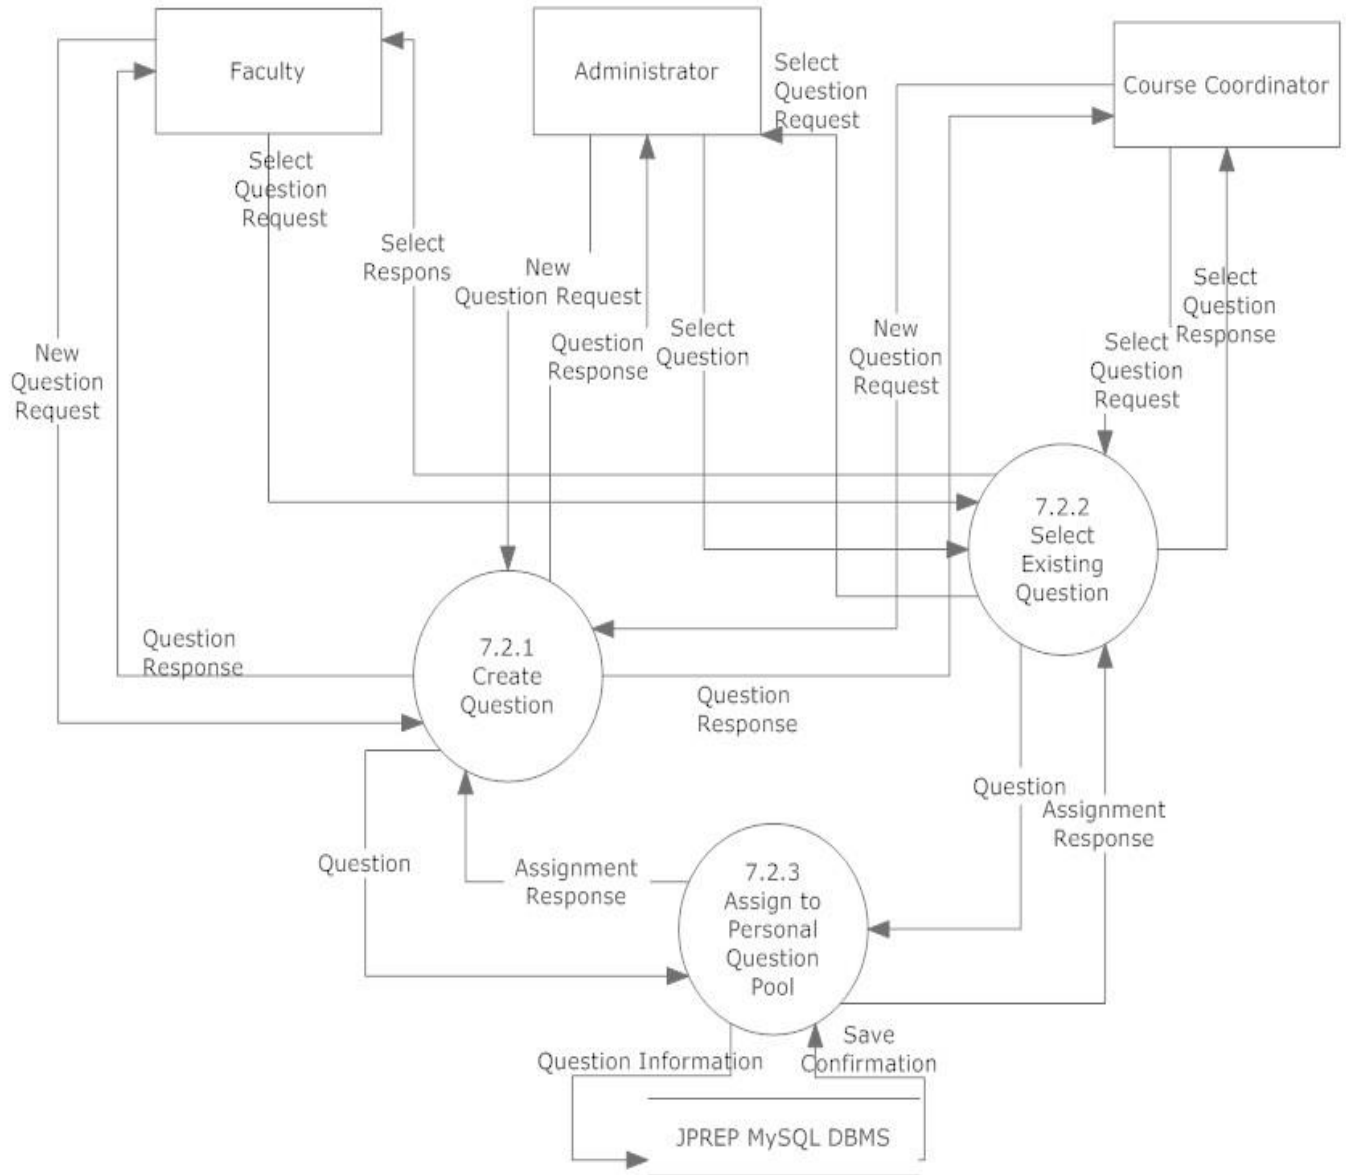 Faculty
Administrator
Course Coordinator
Select
Question
Request
Select
Question
Request
Select
Respons
New
Question Request
Question
Response
Select
Question
New
Question
Request
Select
Question
Response
Select
Question
Request
New
Question
Request
7.2.2
Select
Existing
Question
Question
Response
7.2.1
Create
Question
Question
Response
Question
Assignment
Response
Question
Assignment
Response
7.2.3
Assign to
Personal
Question
Pool
Question Information
Save
Confirmation
JPREP MySQL DBMS